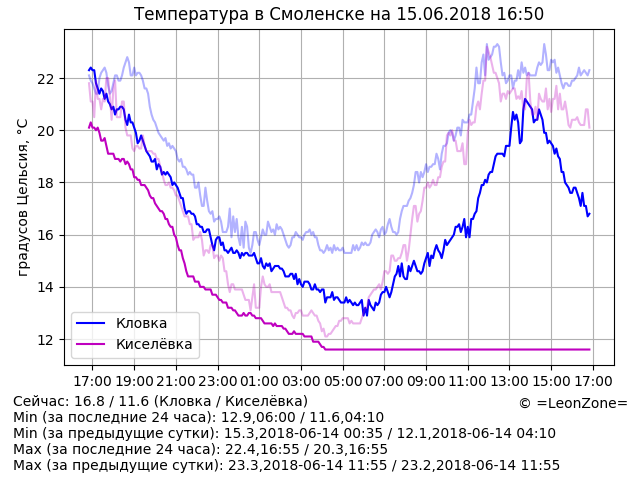 Температура в Смоленске на 15.06.2018 16:50
градусов Цельсия, °C
22
20
18
16
14
12
Кловка
Киселёвка
17:00 19:00 21:00 23:00 01:00 03:00 05:00 07:00 09:00 11:00 13:00 15:00 17:00
Сейчас: 16.8 / 11.6 (Кловка / Киселёвка)
© =LeonZone=
Min (за последние 24 часа): 12.9,06:00 / 11.6,04:10
Min (за предыдущие сутки): 15.3,2018-06-14 00:35 / 12.1,2018-06-14 04:10
Max (за последние 24 часа): 22.4,16:55 / 20.3,16:55
Max (за предыдущие сутки): 23.3,2018-06-14 11:55 / 23.2,2018-06-14 11:55